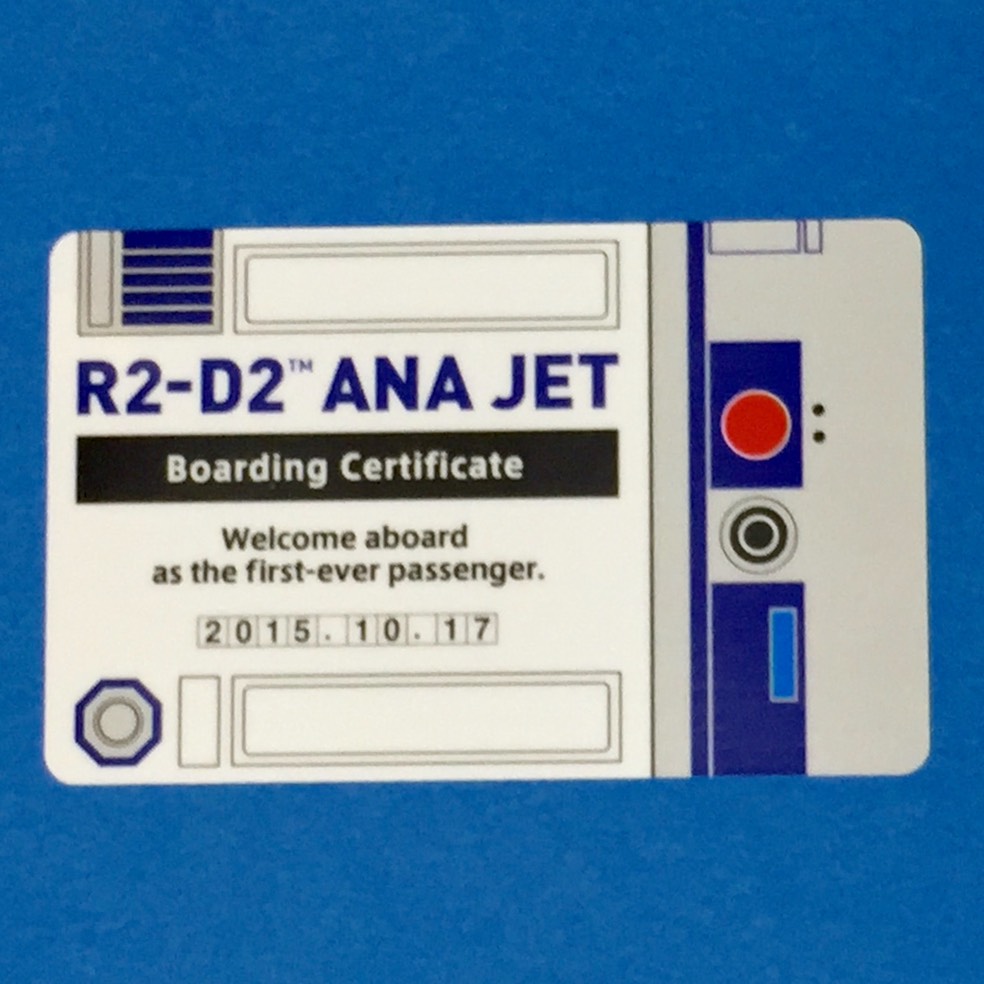 R2-D2™ ANA JET
Boarding Certificate
Welcome aboard
as the first-ever passenger.
2015.10.17